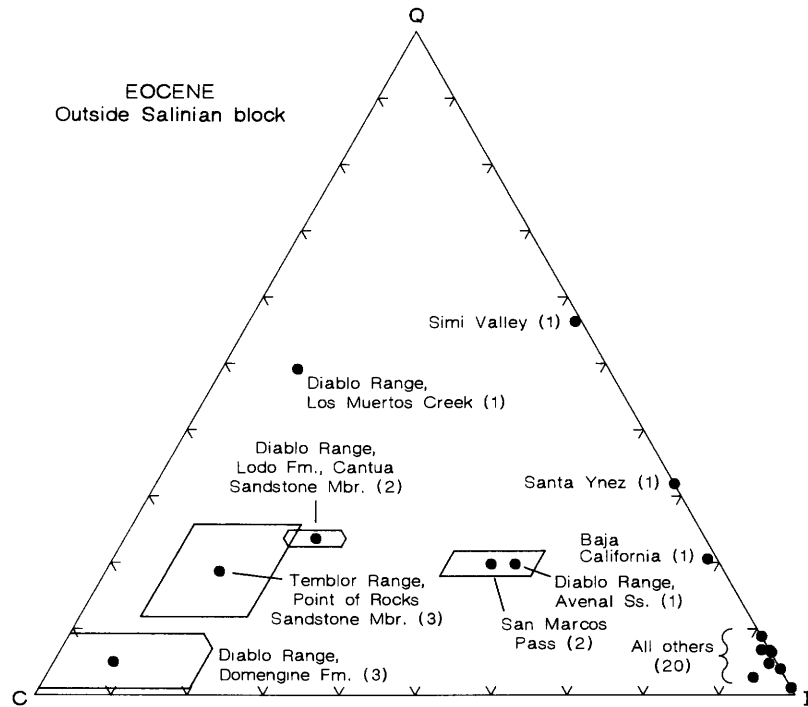 Q
EOCENE
Outside Salinian block
Simi Valley (1)
Diablo Range,
Los Muertos Creek (1)
Diablo Range,
Lodo Fm., Cantua
Sandstone Mbr. (2)
Santa Ynez (1)
Baja
California (1)
Temblor Range,
Point of Rocks
Sandstone Mbr. (3)
Diablo Range,
Avenal Ss. (1)
San Marcos
Pass (2)
All others
(20)
Diablo Range,
Domengine Fm. (3)
C